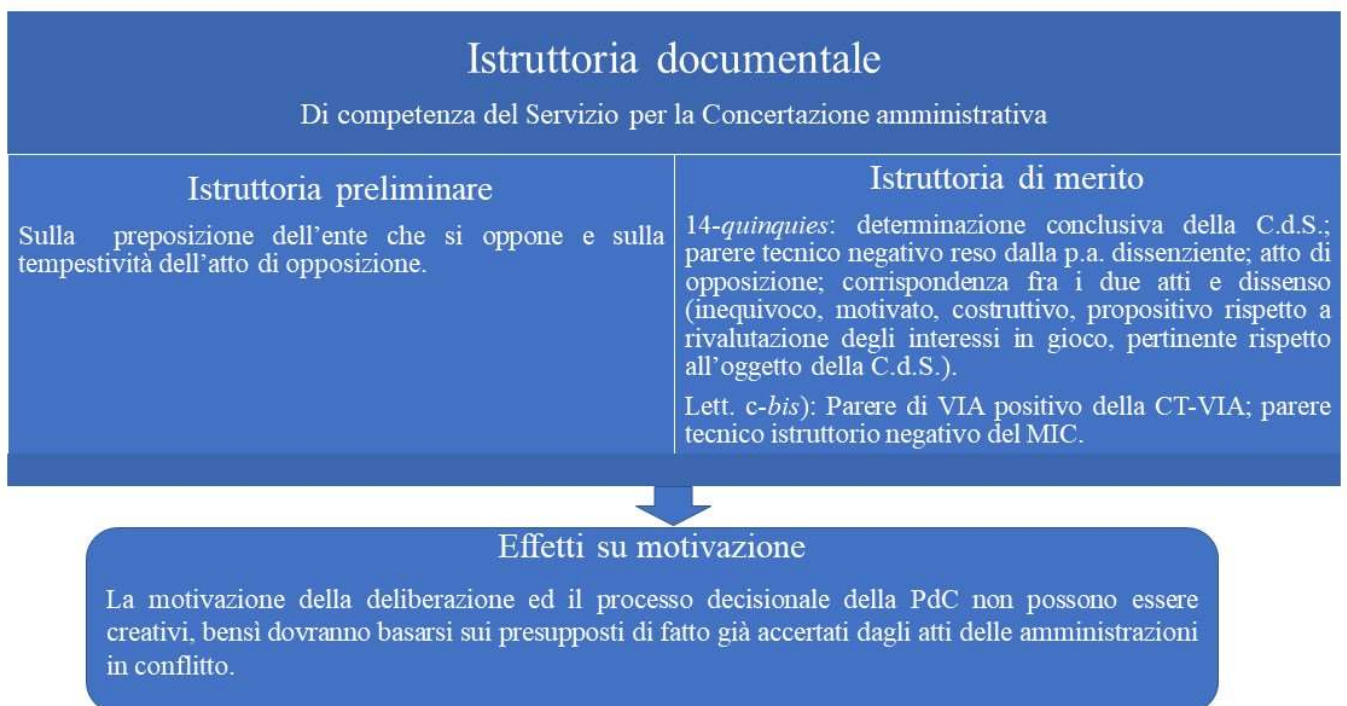 Istruttoria documentale
Di competenza del Servizio per la Concertazione amministrativa
Istruttoria preliminare
Sulla preposizione dell'ente che si oppone e sulla
tempestività dell'atto di opposizione.
Istruttoria di merito
14-quinquies: determinazione conclusiva della C.d.S.;
parere tecnico negativo reso dalla p.a. dissenziente; atto di
opposizione; corrispondenza fra i due atti e dissenso
(inequivoco, motivato, costruttivo, propositivo rispetto a
rivalutazione degli interessi in gioco, pertinente rispetto
all'oggetto della C.d.S.).
Lett. c-bis): Parere di VIA positivo della CT-VIA; parere
tecnico istruttorio negativo del MIC.
Effetti su motivazione
La motivazione della deliberazione ed il processo decisionale della PdC non possono essere
creativi, bensì dovranno basarsi sui presupposti di fatto già accertati dagli atti delle amministrazioni
in conflitto.